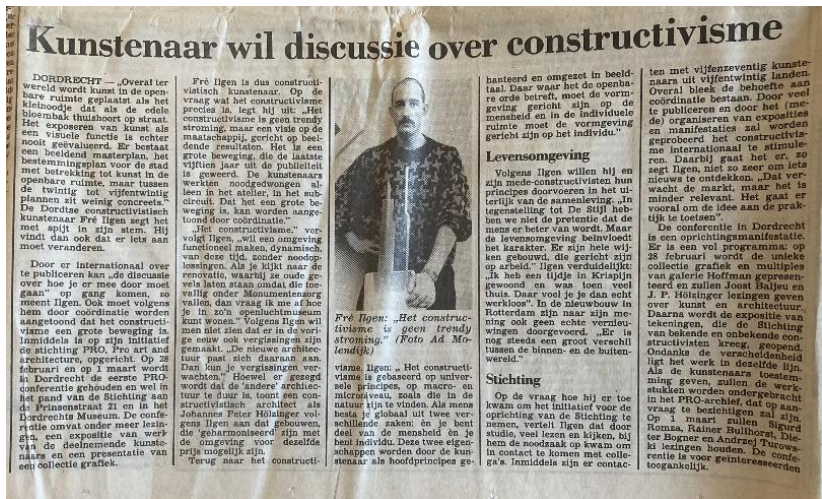 Kunstenaar wil discussie over constructivisme
DORDRECHT — „Overal ter
wereld wordt kunst in de open-
bare ruimte geplaatst als het
kleinoodje dat als de edele
bloembak thuishoort op straat.
Het exposeren van kunst als
een visuele functie is echter
nooit geëvalueerd. Er bestaat
een beeldend masterplan, het
bestemmingsplan voor de stad
met betrekking tot kunst in de
openbare ruimte, maar tussen
de twintig tot vijfentwintig
plannen zit weinig concreets.”
De Dordtse constructivistisch
kunstenaar Fré Ilgen zegt het
met spijt in zijn stem. Hij
vindt dan ook dat er iets aan
moet veranderen.
Door er internationaal over
te publiceren kan „de discussie
over hoe je er mee door moet
gaan” op gang komen, zo
meent Ilgen. Ook moet volgens
hem door coördinatie worden
aangetoond dat het constructi-
visme een grote beweging is.
Inmiddels is op zijn initiatief
de stichting PRO, Pro art and
architecture, opgericht. Op 28
februari en op 1 maart wordt
in Dordrecht de eerste PRO-
conferentie gehouden en wel in
het pand van de Stichting aan
de Prinsenstraat 21 en in het
Dordrechts Museum. De confe-
rentie omvat onder meer lezin-
gen, een expositie van werk
van de deelnemende kunste-
naars en een presentatie van
een collectie grafiek.
Fré Ilgen is dus constructi-
vistisch kunstenaar. Op de
vraag wat het constructivisme
precies is, legt hij uit: „Het
constructivisme is geen trendy
stroming, maar een visie op de
maatschappij, gericht op beel-
dende resultaten. Het is een
grote beweging, die de laatste
vijftien jaar uit de publiciteit
is geweerd. De kunstenaars
werkten noodgedwongen al-
leen, in het atelier, in het sub-
circuit. Dat het een grote be-
weging is, kan worden aange-
toond door coördinatie.”
„Het constructivisme,” ver-
volgt Ilgen, „wil een omgeving
functioneel maken, dynamisch,
van deze tijd, zonder noodop-
lossingen. Als je kijkt naar de
renovatie, waarbij ze oude ge-
vels laten staan omdat die toe-
vallig onder Monumentenzorg
vallen, dan vraag ik me af hoe
je in zo'n openluchtmuseum
kunt wonen.” Volgens Ilgen wil
men niet zien dat er in de vori-
ge eeuw ook vergissingen zijn
gemaakt. „De nieuwe architec-
tuur past zich daaraan aan.
Dan kun je vergissingen ver-
wachten.” Hoewel er gezegd
wordt dat de 'andere' architec-
tuur te duur is, toont een con-
structivistisch architect als
Johannes Peter Hölzinger vol-
gens Ilgen aan dat gebouwen,
die 'geharmoniseerd' zijn met
de omgeving voor dezelfde
prijs mogelijk zijn.
Terug naar het constructi-
Fré Ilgen: „Het construc-
tivisme is geen trendy
stroming.” (Foto Ad Mo-
lendijk)
visme. Ilgen: „Het constructivisme
is gebaseerd op univer-
sele principes, op macro- en
microniveau, zoals die in de
natuur zijn te vinden. Als mens
besta je globaal uit twee ver-
schillende zaken: én je bent
deel van de mensheid én je
bent individu. Deze twee eigen-
schappen worden door de kun-
stenaar als hoofdprincipes ge-
hanteerd en omgezet in beeld-
taal. Daar waar het de openba-
re orde betreft, moet de vorm-
geving gericht zijn op de
mensheid en in de individuele
ruimte moet de vormgeving
gericht zijn op het individu.”
Levensomgeving
Volgens Ilgen willen hij en
zijn mede-constructivisten hun
principes doorvoeren in het ui-
terlijk van de samenleving. „In
tegenstelling tot De Stijl heb-
ben we niet de pretentie dat de
mens er beter van wordt. Maar
de levensomgeving beïnvloedt
het karakter. Er zijn hele wij-
ken gebouwd, die gericht zijn
op arbeid.” Ilgen verduidelijkt:
„Ik heb een tijdje in Krispijn
gewoond en was toen veel
thuis. Daar voel je je dan echt
werkloos”. In de nieuwbouw in
Rotterdam zijn naar zijn me-
ning ook geen echte vernieu-
wingen doorgevoerd. „Er is
nog steeds een groot verschil
tussen de binnen- en de buiten-
wereld.”
Stichting
Op de vraag hoe hij er toe
kwam om het initiatief voor de
oprichting van de Stichting te
nemen, vertelt Ilgen dat door
studie, veel lezen en kijken, bij
hem de noodzaak op kwam om
in contact te komen met colle-
ga's. Inmiddels zijn er contac-
ten met vijfenzeventig kunste-
naars uit vijfentwintig landen.
Overal bleek de behoefte aan
coördinatie bestaan. Door veel
te publiceren en door het (me-
de) organiseren van exposities
en manifestaties zal worden
geprobeerd het constructivis-
me internationaal te stimule-
ren. Daarbij gaat het er, zo
zegt Ilgen, niet zo zeer om iets
nieuws te ontdekken. „Dat ver-
wacht de markt, maar het is
minder relevant. Het gaat er
vooral om de idee aan de prak-
tijk te toetsen”.
De conferentie in Dordrecht
is een oprichtingsmanifestatie.
Er is een vol programma: op
28 februari wordt de unieke
collectie grafiek en multiples
van galerie Hoffman gepresen-
teerd en zullen Joost Baljeu en
J. P. Hölzinger lezingen geven
over kunst en architectuur.
Daarna wordt de expositie van
tekeningen, die de Stichting
van bekende en onbekende con-
structivisten kreeg, geopend.
Ondanks de verscheidenheid
ligt het werk in dezelfde lijn.
Als de kunstenaars toestem-
ming geven, zullen de werk-
stukken worden ondergebracht
in het PRO-archief, dat op aan-
vraag te bezichtigen zal zijn.
Op 1 maart zullen Sigurd
Romza, Rainer Bullhorst, Die-
ter Bogner en Andrzej Turows-
ki lezingen houden. De confe-
rentie is voor geïnteresseerden
toegankelijk.